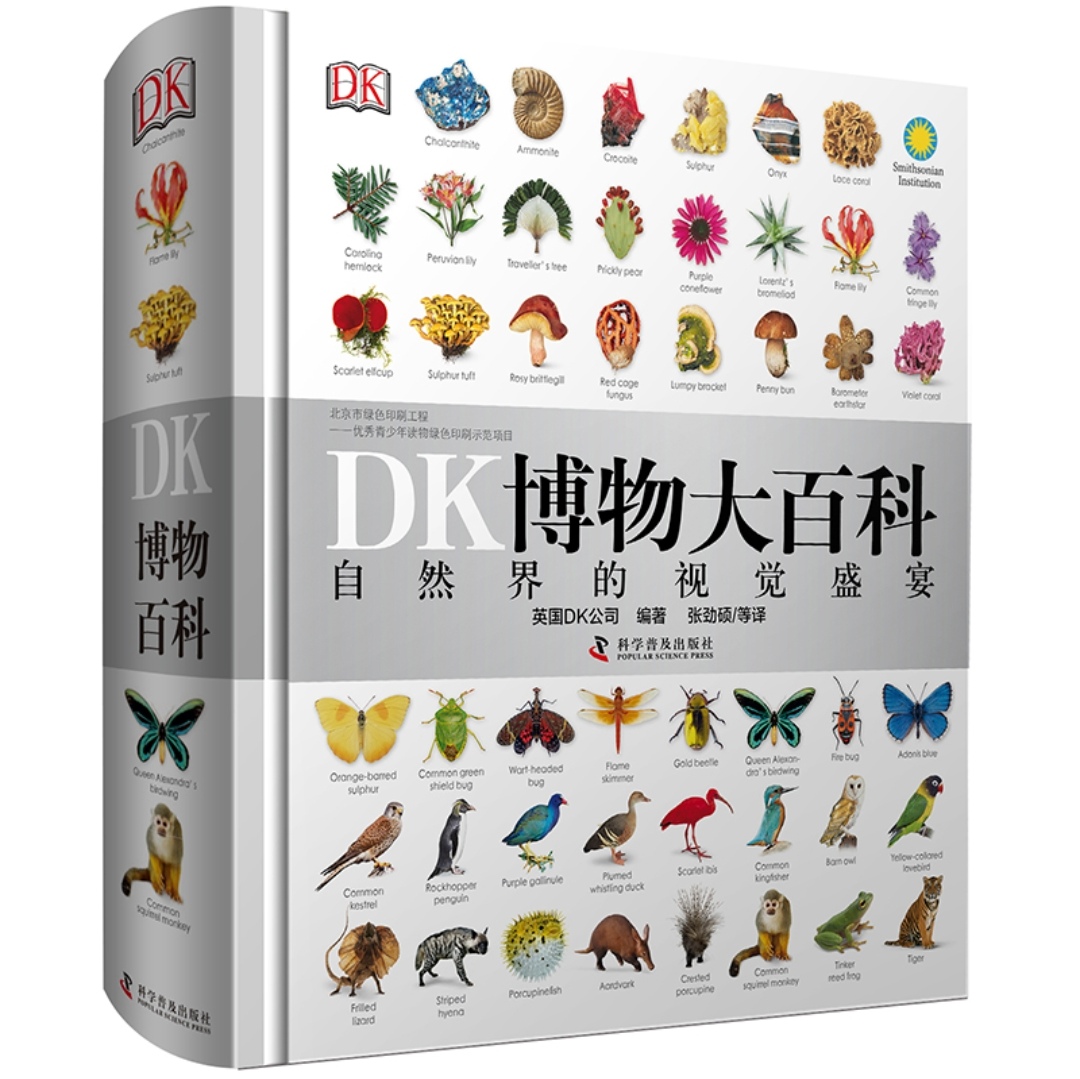 DK
Chalcanthite
Flame lily
Sulphur tuft
DK
博物
百科
Queen Alexandra's
birdwing
Common
squirrel monkey
科学普及出版社
POPULAR SCIENCE PRESS
DK
Chalcanthite
Ammonite
Crocoite
Sulphur
Onyx
Lace coral
Smithsonian
Institution
Carolina
hemlock
Peruvian lily
Traveller's tree
Prickly pear
Purple
coneflower
Lorentz's
bromeliad
Flame lily
Common
fringe lily
Scarlet elfcup
Sulphur tuft
Rosy brittlegill
Red cage
fungus
Lumpy bracket
Penny bun
Barometer
earthstar
Violet coral
北京市绿色印刷工程
——优秀青少年读物绿色印刷示范项目
DK博物大百科
自然界的视觉盛宴
英国DK公司 编著 张劲硕/等译
科学普及出版社
POPULAR SCIENCE PRESS
Orange-barred
sulphur
Common green
shield bug
Wart-headed
bug
Flame
skimmer
Gold beetle
Queen Alexan-
dra's birdwing
Fire bug
Adonis blue
Common
kestrel
Rockhopper
penguin
Purple gallinule
Plumed
whistling duck
Scarlet ibis
Common
kingfisher
Barn owl
Yellow-collared
lovebird
Frilled
lizard
Striped
hyena
Porcupinefish
Aardvark
Crested
porcupine
Common
squirrel monkey
Tinker
reed frog
Tiger